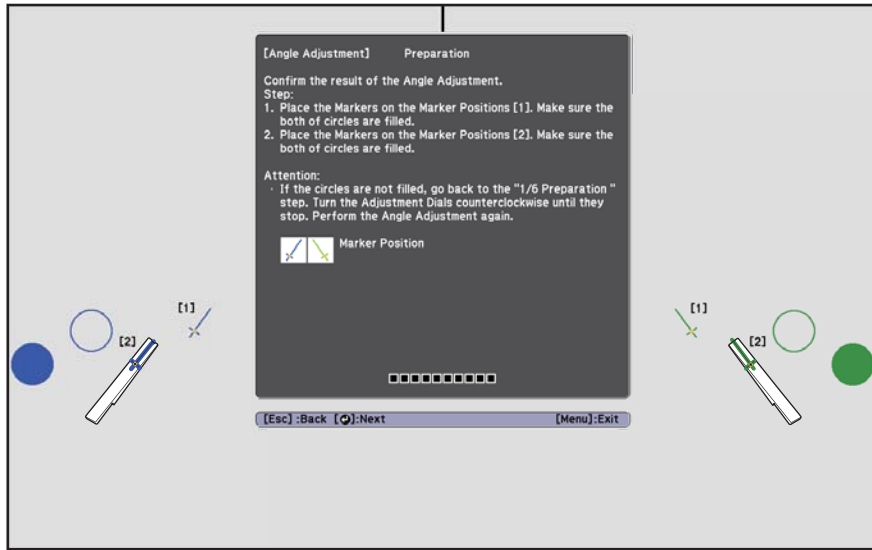 [Angle Adjustment] Preparation
Confirm the result of the Angle Adjustment.
Step:
1. Place the Markers on the Marker Positions [1]. Make sure the
both of circles are filled.
2. Place the Markers on the Marker Positions [2]. Make sure the
both of circles are filled.
Attention:
· If the circles are not filled, go back to the "1/6 Preparation "
step. Turn the Adjustment Dials counterclockwise until they
stop. Perform the Angle Adjustment again.
Marker Position
[1]
[2]
[1]
[2]
[Esc] :Back [↵]:Next [Menu]:Exit